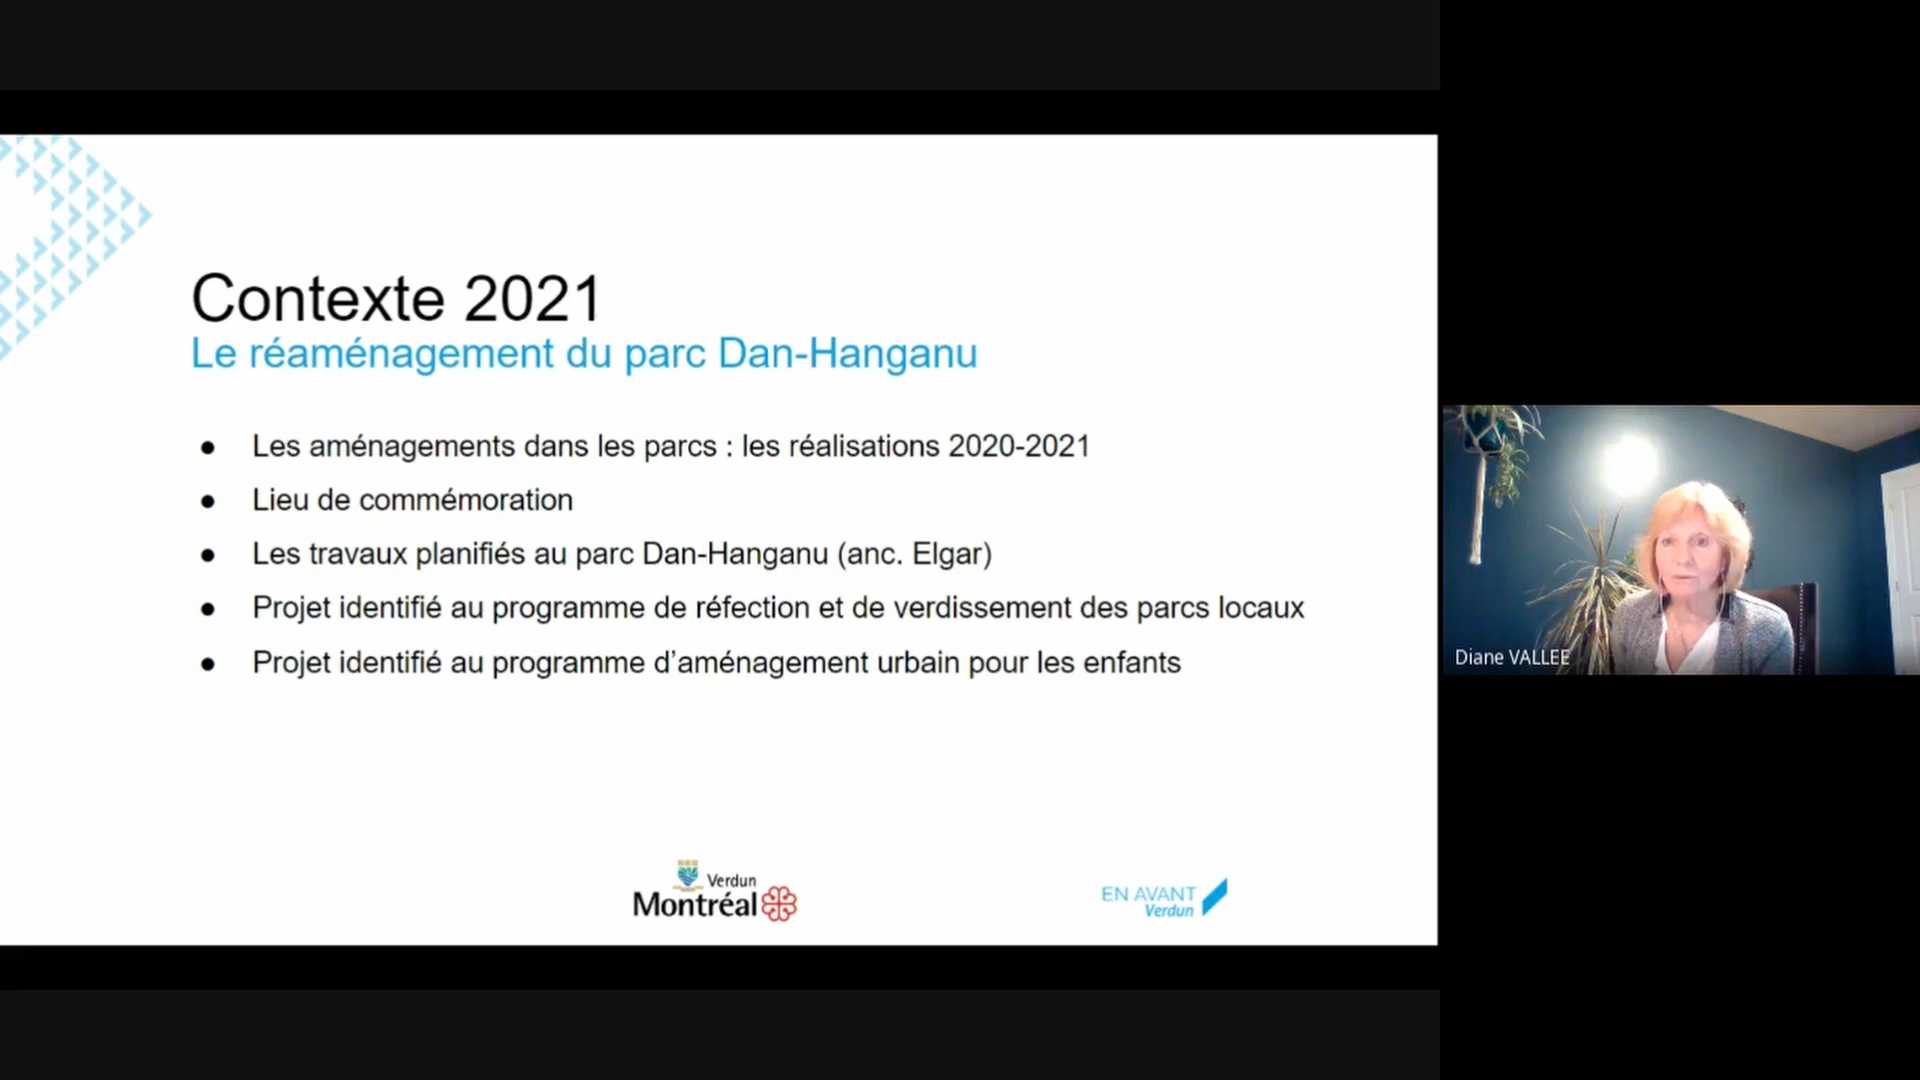 Contexte 2021
Le réaménagement du parc Dan-Hanganu
● Les aménagements dans les parcs : les réalisations 2020-2021
● Lieu de commémoration
● Les travaux planifiés au parc Dan-Hanganu (anc. Elgar)
● Projet identifié au programme de réfection et de verdissement des parcs locaux
● Projet identifié au programme d’aménagement urbain pour les enfants
Diane VALLEE
Verdun
Montréal
EN AVANT
Verdun